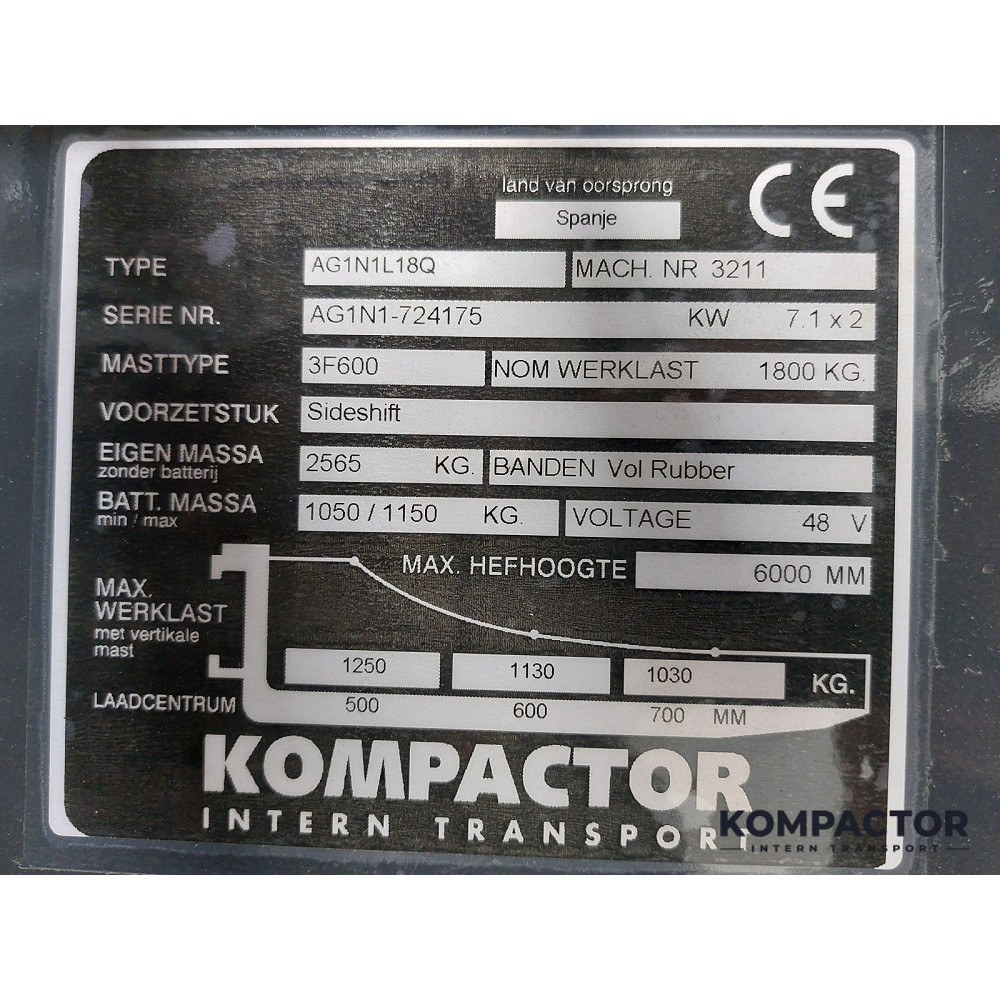 land van oorsprong
CE
Spanje
TYPE AG1N1L18Q MACH. NR 3211
SERIE NR. AG1N1-724175 KW 7.1 x 2
MASTTYPE 3F600 NOM WERKLAST 1800 KG.
VOORZETSTUK Sideshift
EIGEN MASSA
zonder batterij
2565 KG. BANDEN Vol Rubber
BATT. MASSA
min / max
1050 / 1150 KG. VOLTAGE 48 V
MAX. HEFHOOGTE 6000 MM
MAX.
WERKLAST
met vertikale
mast
1250 1130 1030 KG.
LAADCENTRUM 500 600 700 MM
KOMPACTOR
INTERN TRANSPORT
KOMPACTOR
INTERN TRANSPORT